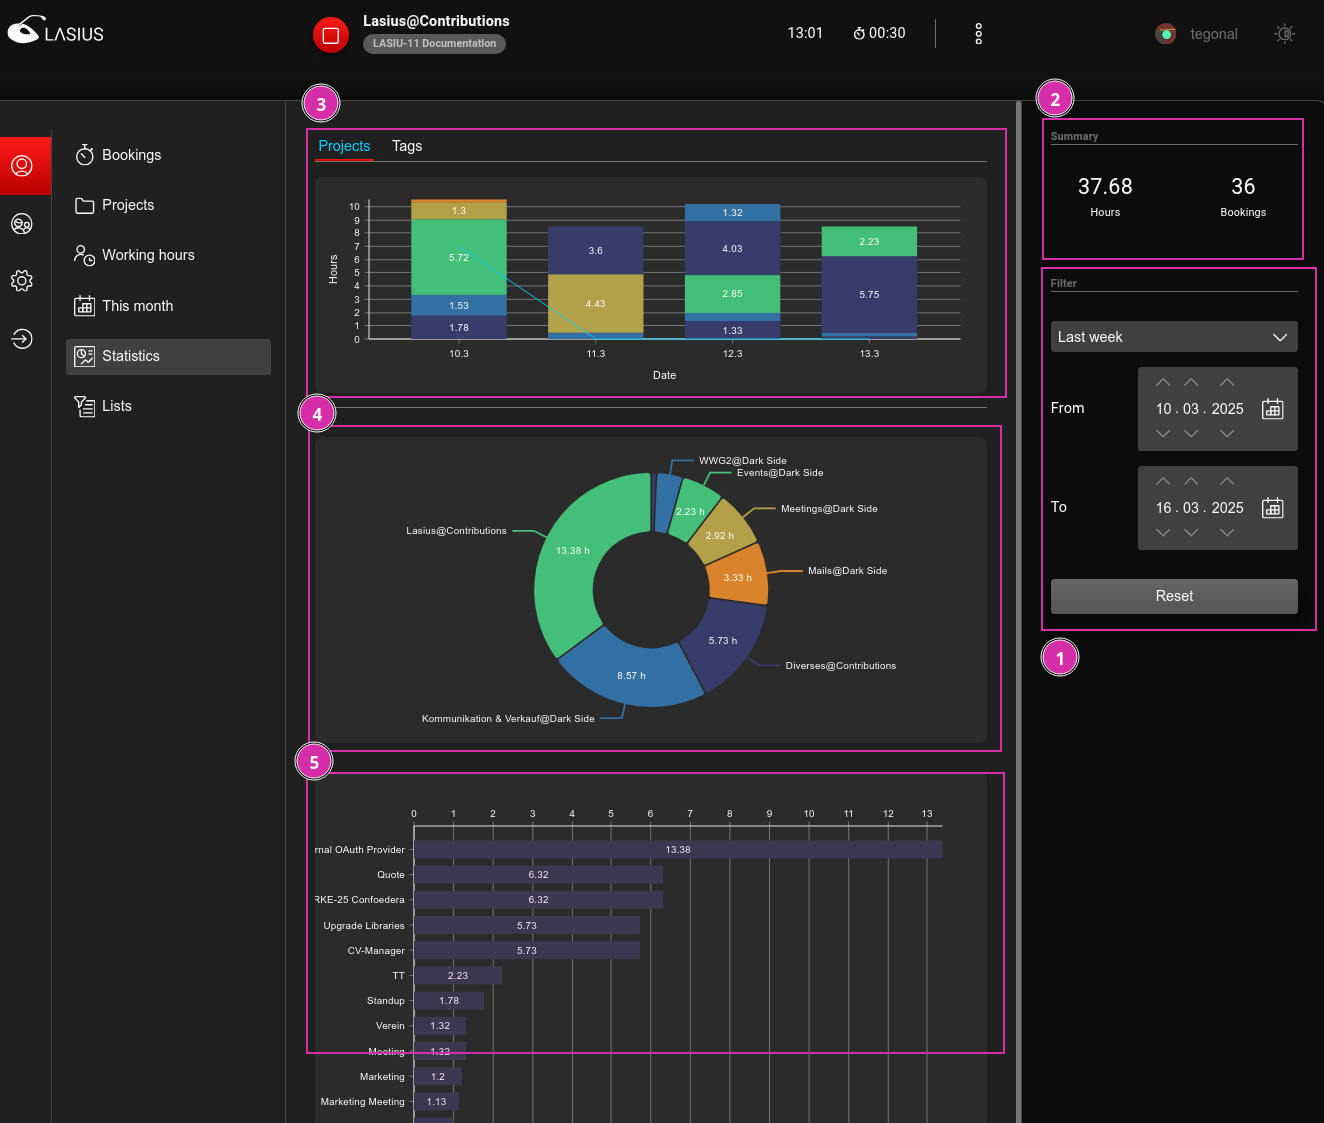 LASIUS
Lasius@Contributions
LASIU-11 Documentation
13:01
00:30
tegonal
3
2
Bookings
Projects
Working hours
This month
Statistics
Lists
Projects
Tags
Hours
10
9
8
7
6
5
4
3
2
1
0
1.3
5.72
1.53
1.78
3.6
4.43
1.32
4.03
2.85
1.33
2.23
5.75
10.3
11.3
12.3
13.3
Date
Summary
37.68
36
Hours
Bookings
Filter
Last week
From
10 . 03 . 2025
To
16 . 03 . 2025
Reset
1
4
WWG2@Dark Side
Events@Dark Side
Meetings@Dark Side
Mails@Dark Side
Diverses@Contributions
Kommunikation & Verkauf@Dark Side
Lasius@Contributions
2.23 h
2.92 h
3.33 h
5.73 h
8.57 h
13.38 h
5
0 1 2 3 4 5 6 7 8 9 10 11 12 13
rnal OAuth Provider 13.38
Quote 6.32
RKE-25 Confoedera 6.32
Upgrade Libraries 5.73
CV-Manager 5.73
TT 2.23
Standup 1.78
Verein 1.32
Meeting 1.32
Marketing 1.2
Marketing Meeting 1.13